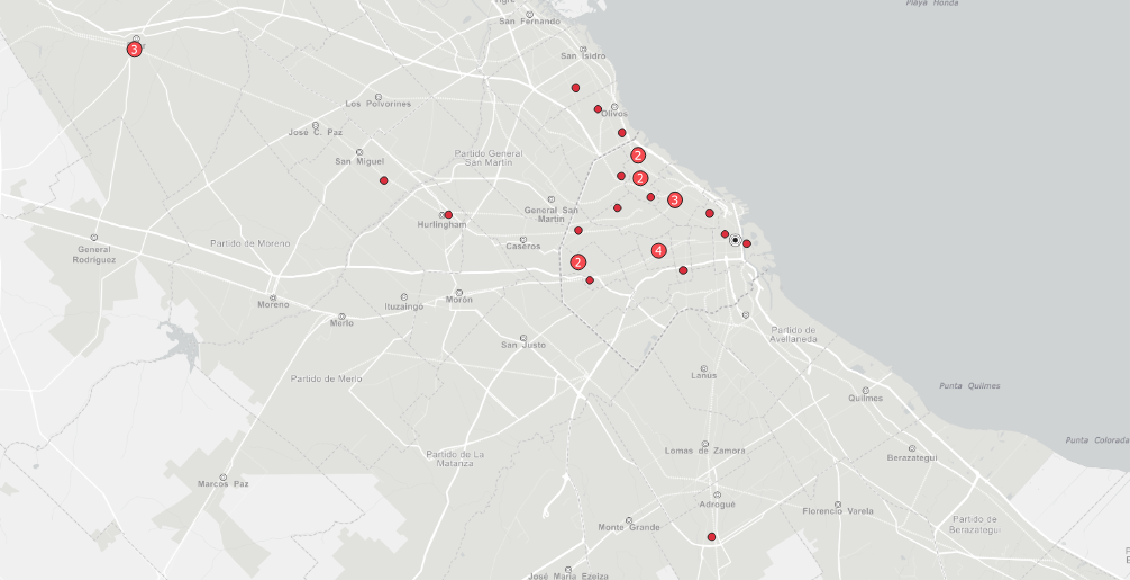 Playa Honda
San Fernando
San Isidro
3
Los Polvorines
Olivos
José C. Paz
San Miguel
Partido General
San Martín
2
2
General San
Martín
3
Hurlingham
Caseros
Partido de Moreno
General
Rodríguez
4
2
Moreno
Ituzaingo
Morón
Merlo
San Justo
Partido de
Avellaneda
Lanús
Partido de Merlo
Punta Quilmes
Quilmes
Punta Colorada
Lomas de Zamora
Partido de La
Matanza
Berazategui
Marcos Paz
Adrogué
Florencio Varela
Monte Grande
Partido de
Berazategui
José María Ezeiza